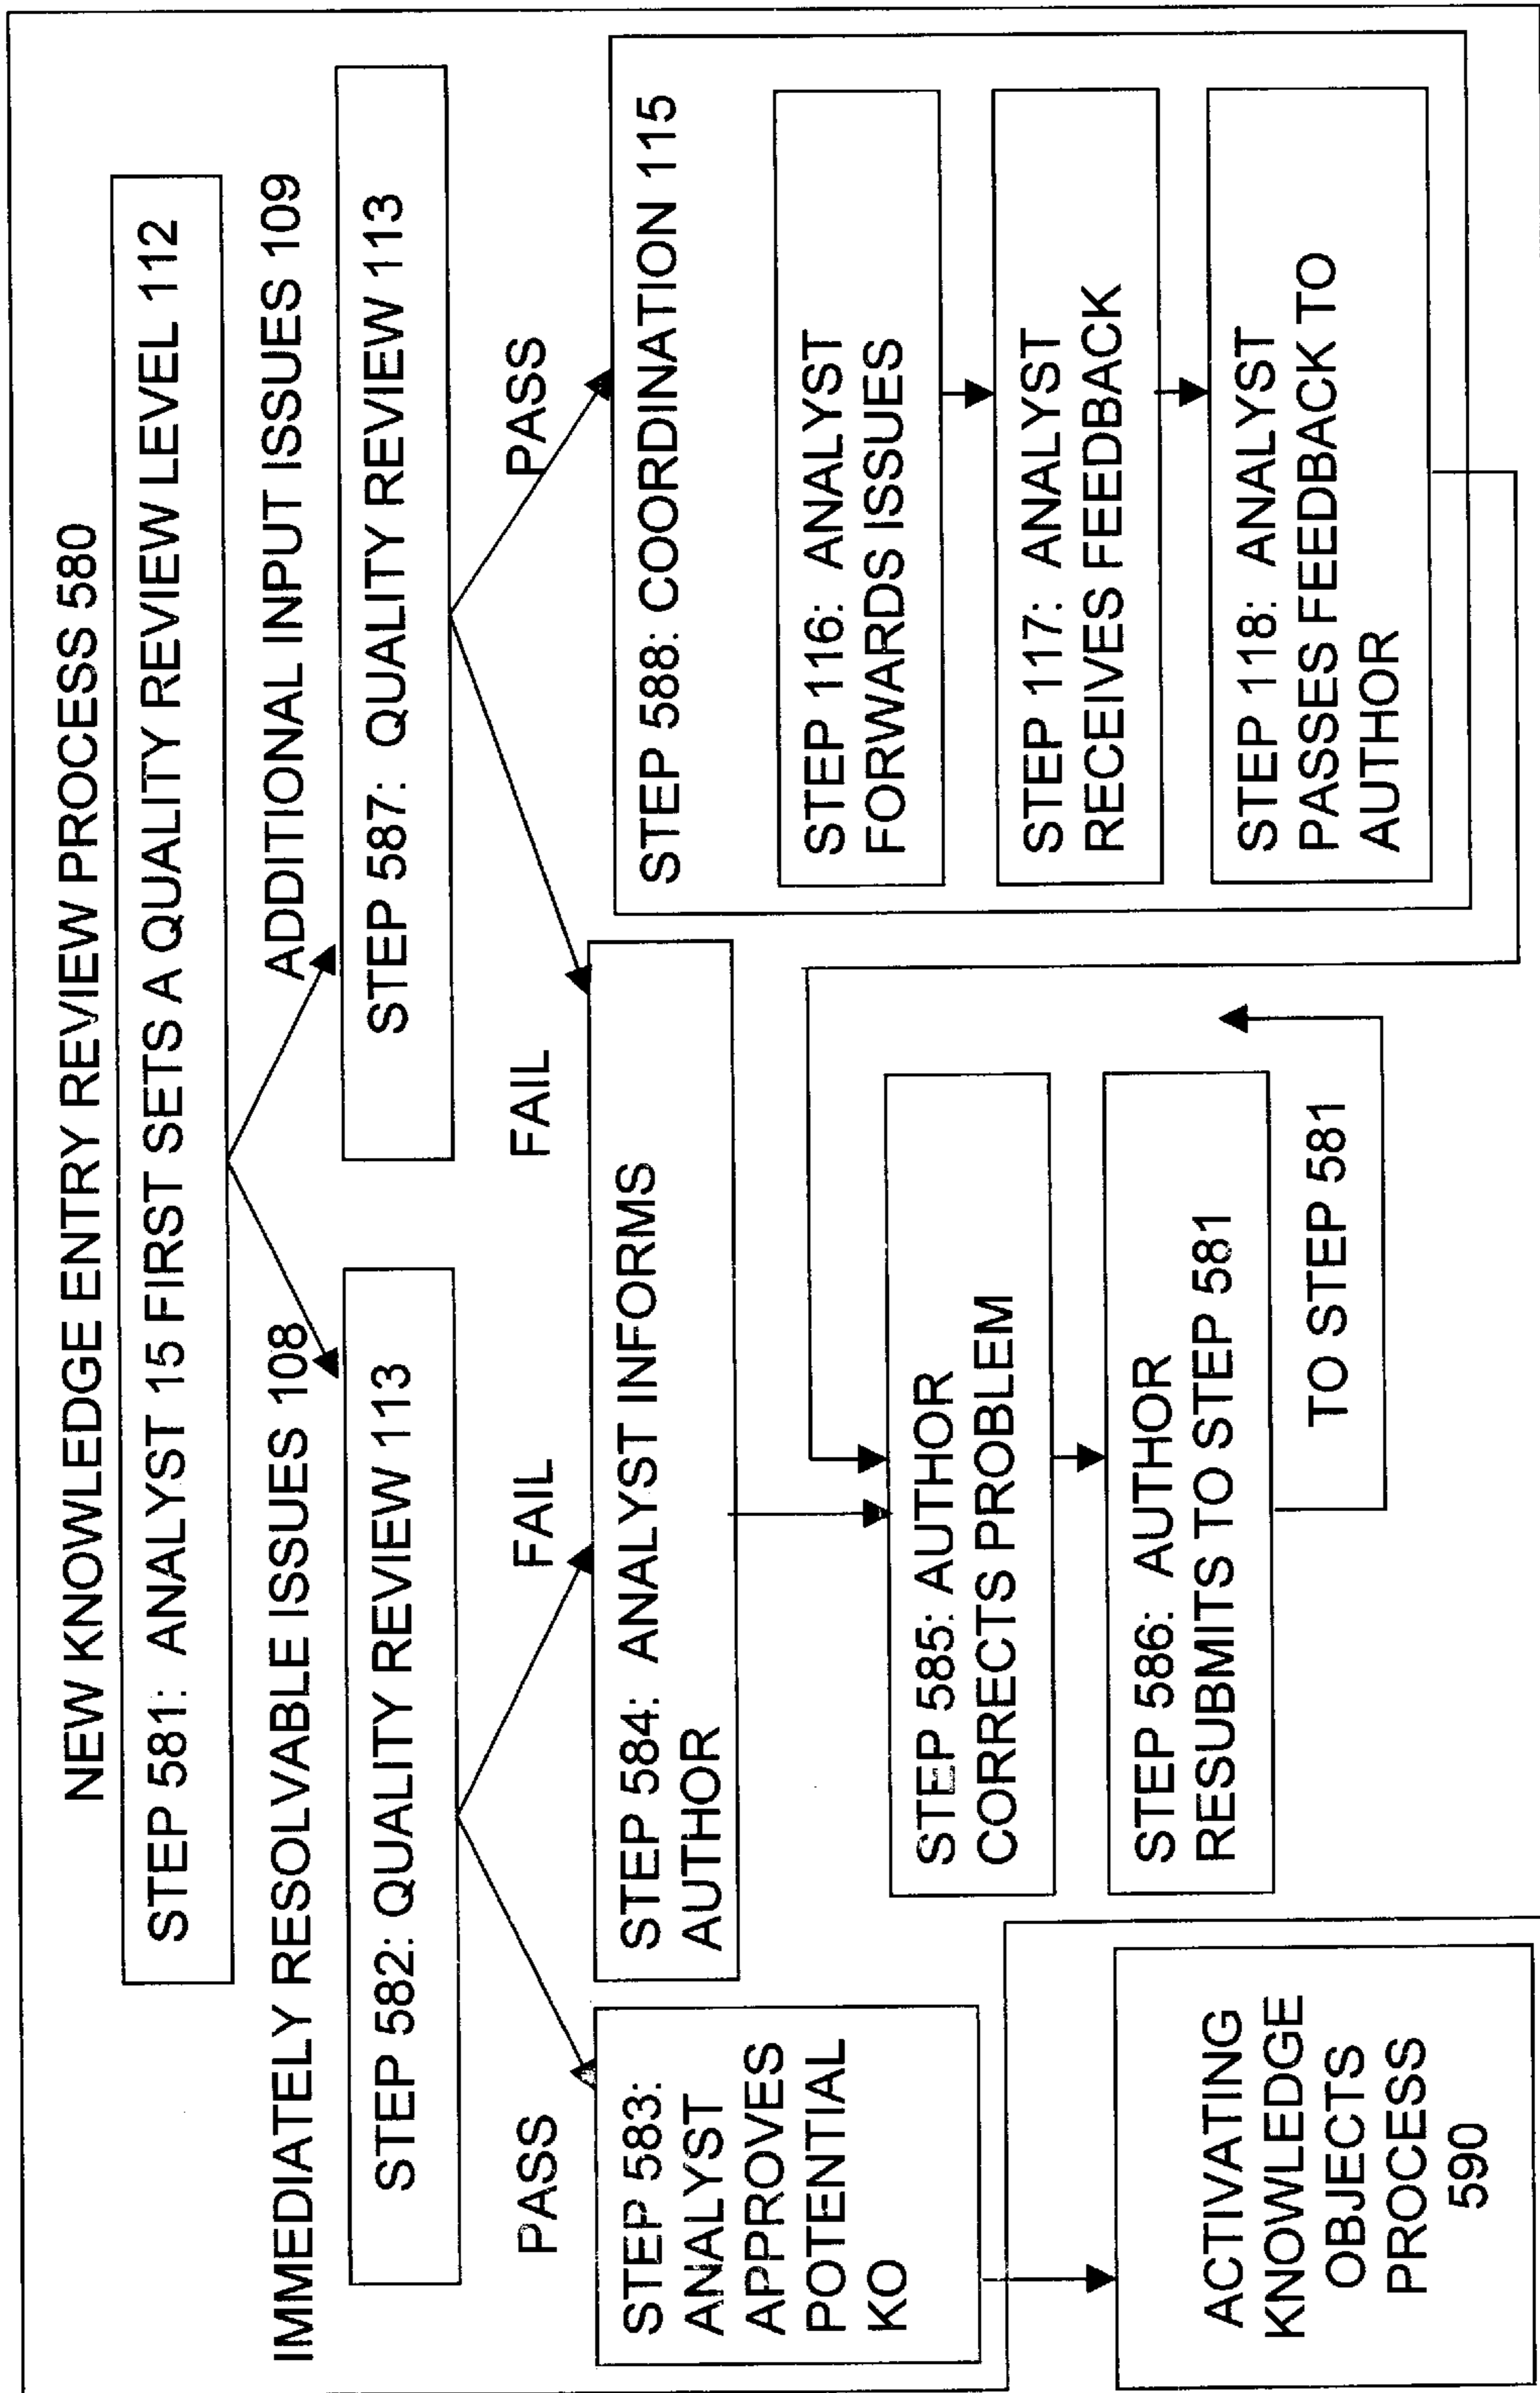 NEW KNOWLEDGE ENTRY REVIEW PROCESS 580
STEP 581: ANALYST 15 FIRST SETS A QUALITY REVIEW LEVEL 112
IMMEDIATELY RESOLVABLE ISSUES 108
ADDITIONAL INPUT ISSUES 109
STEP 582: QUALITY REVIEW 113
STEP 587: QUALITY REVIEW 113
PASS
FAIL
FAIL
PASS
STEP 583:
ANALYST
APPROVES
POTENTIAL
KO
STEP 584: ANALYST INFORMS
AUTHOR
STEP 588: COORDINATION 115
STEP 116: ANALYST
FORWARDS ISSUES
STEP 117: ANALYST
RECEIVES FEEDBACK
STEP 118: ANALYST
PASSES FEEDBACK TO
AUTHOR
STEP 585: AUTHOR
CORRECTS PROBLEM
STEP 586: AUTHOR
RESUBMITS TO STEP 581
TO STEP 581
ACTIVATING
KNOWLEDGE
OBJECTS
PROCESS
590